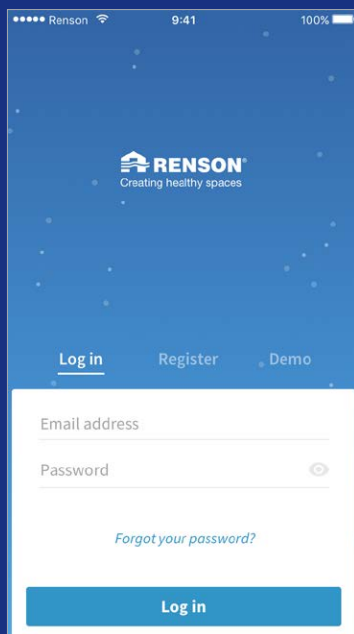 Renson 9:41 100%
RENSON®
Creating healthy spaces
Log in Register Demo
Email address
Password
Forgot your password?
Log in